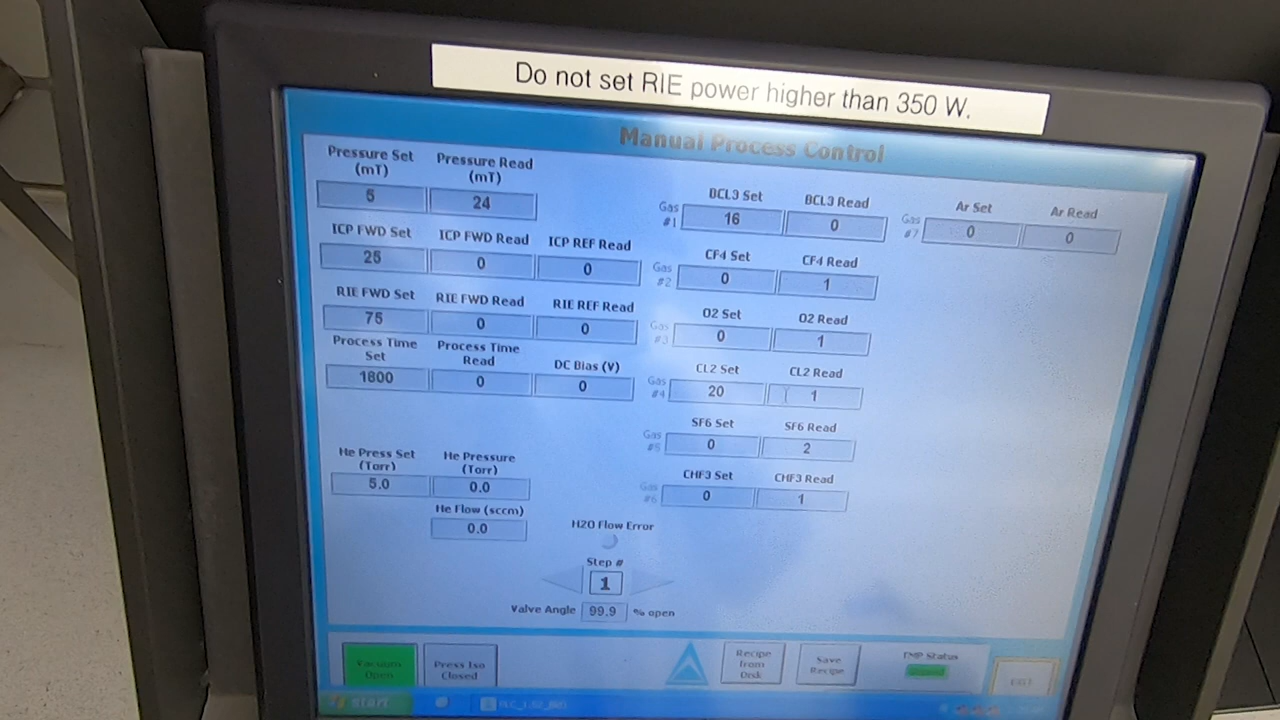 Do not set RIE power higher than 350 W.
Manual Process Control
Pressure Set (mT) Pressure Read (mT)
5 24
ICP FWD Set ICP FWD Read ICP REF Read
25 0 0
RIE FWD Set RIE FWD Read RIE REF Read
75 0 0
Process Time Set Process Time Read DC Bias (V)
1800 0 0
He Press Set (Torr) He Pressure (Torr)
5.0 0.0
He Flow (sccm)
0.0
BCL3 Set BCL3 Read
Gas #1 16 0
CF4 Set CF4 Read
Gas #2 0 1
O2 Set O2 Read
Gas #3 0 1
CL2 Set CL2 Read
Gas #4 20 1
SF6 Set SF6 Read
Gas #5 0 2
CHF3 Set CHF3 Read
Gas #6 0 1
Ar Set Ar Read
Gas #7 0 0
H2O Flow Error
Step #
1
Valve Angle 99.9 % open
Vacuum Open
Press Iso Closed
Recipe from Disk
Save Recipe
TMP Status
EXIT
start